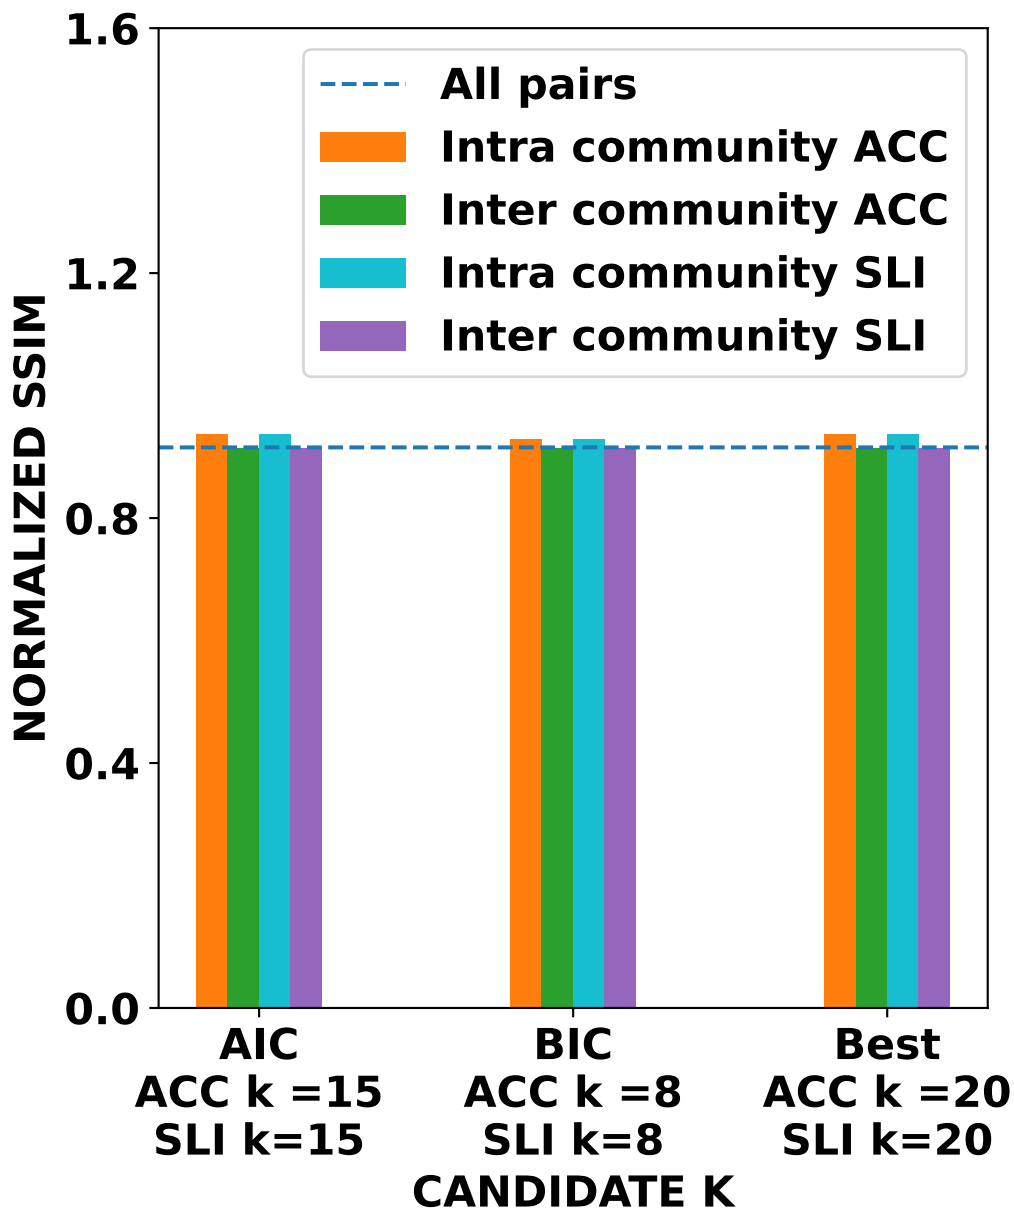 1.6
1.2
0.8
0.4
0.0
NORMALIZED SSIM
All pairs
Intra community ACC
Inter community ACC
Intra community SLI
Inter community SLI
AIC
ACC k =15
SLI k=15
BIC
ACC k =8
SLI k=8
Best
ACC k =20
SLI k=20
CANDIDATE K